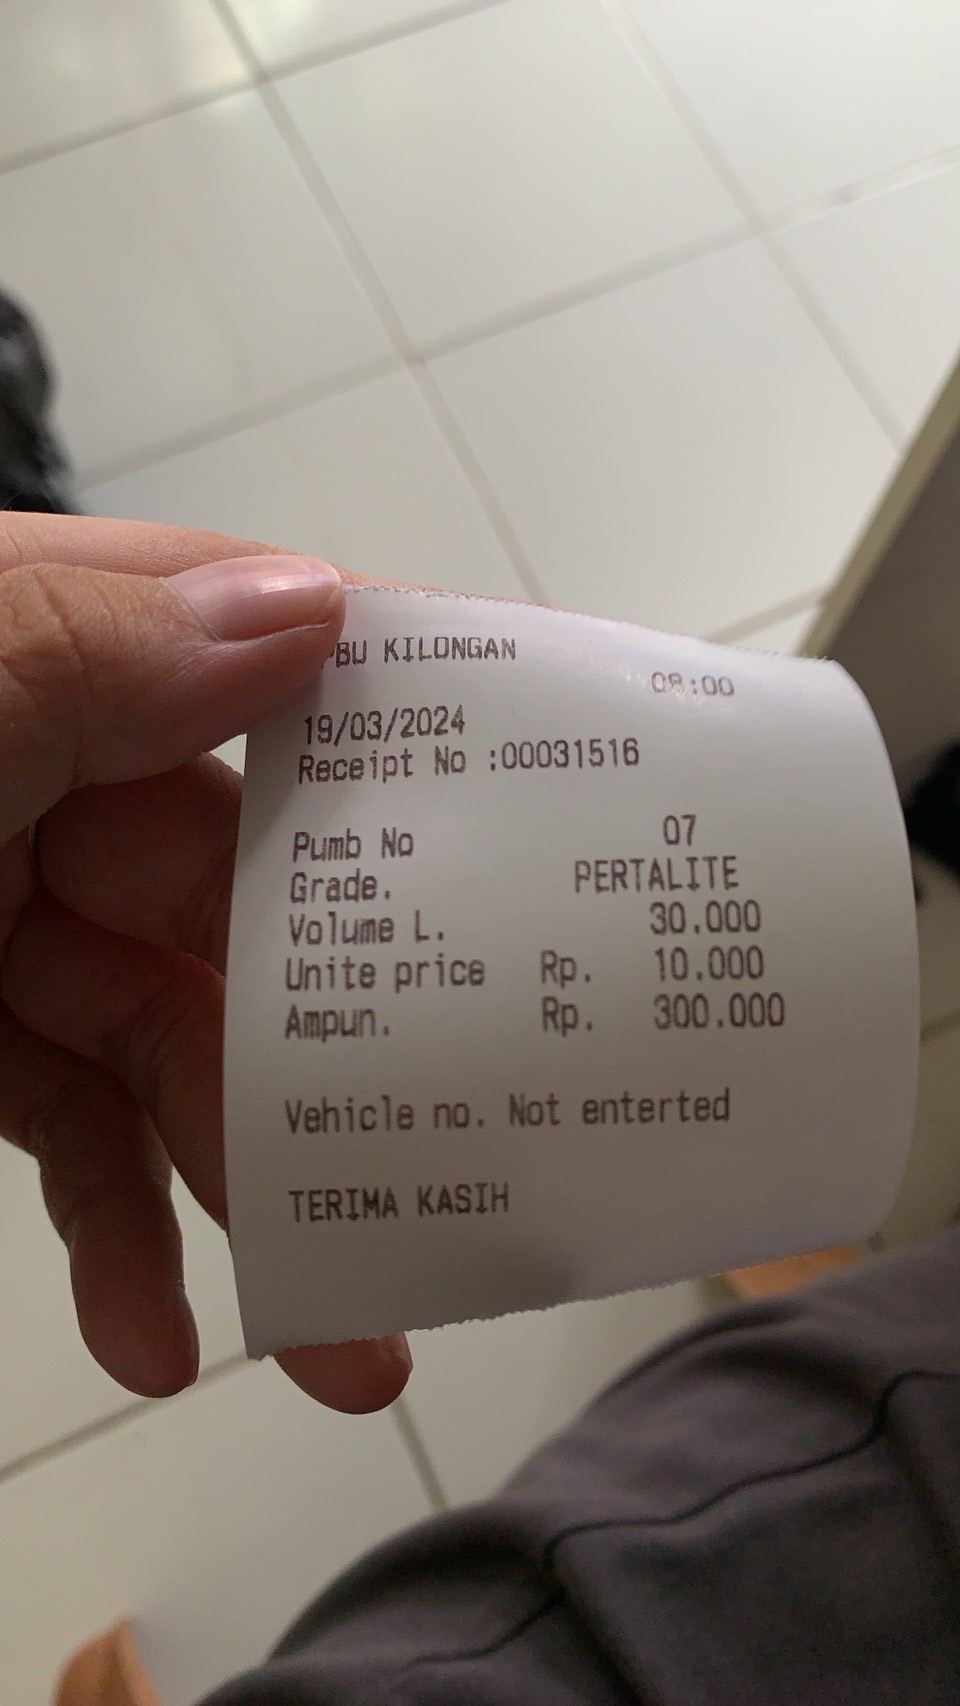 PBU KILONGAN
08:00
19/03/2024
Receipt No :00031516
Pumb No 07
Grade. PERTALITE
Volume L. 30.000
Unite price Rp. 10.000
Ampun. Rp. 300.000
Vehicle no. Not enterted
TERIMA KASIH